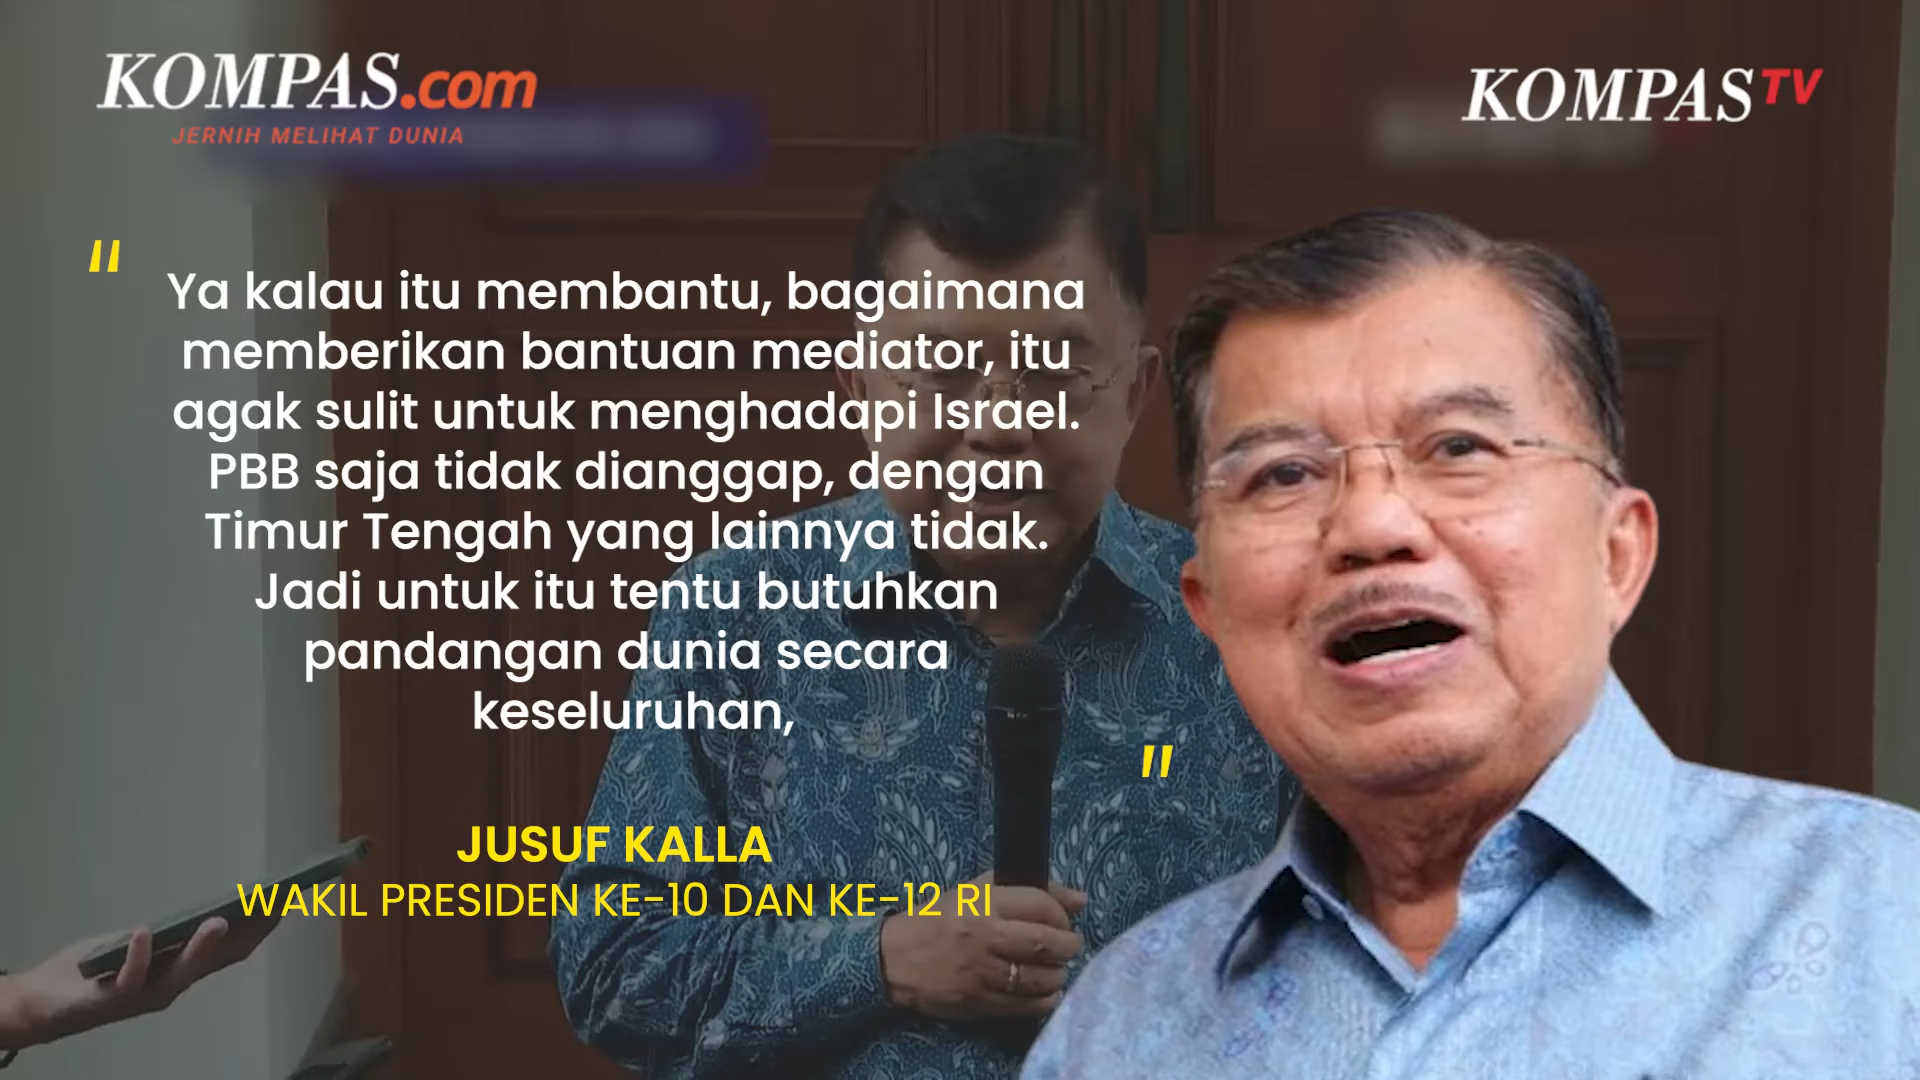 KOMPAS.com
JERNIH MELIHAT DUNIA
KOMPAS TV
"
Ya kalau itu membantu, bagaimana
memberikan bantuan mediator, itu
agak sulit untuk menghadapi Israel.
PBB saja tidak dianggap, dengan
Timur Tengah yang lainnya tidak.
Jadi untuk itu tentu butuhkan
pandangan dunia secara
keseluruhan,
"
JUSUF KALLA
WAKIL PRESIDEN KE-10 DAN KE-12 RI